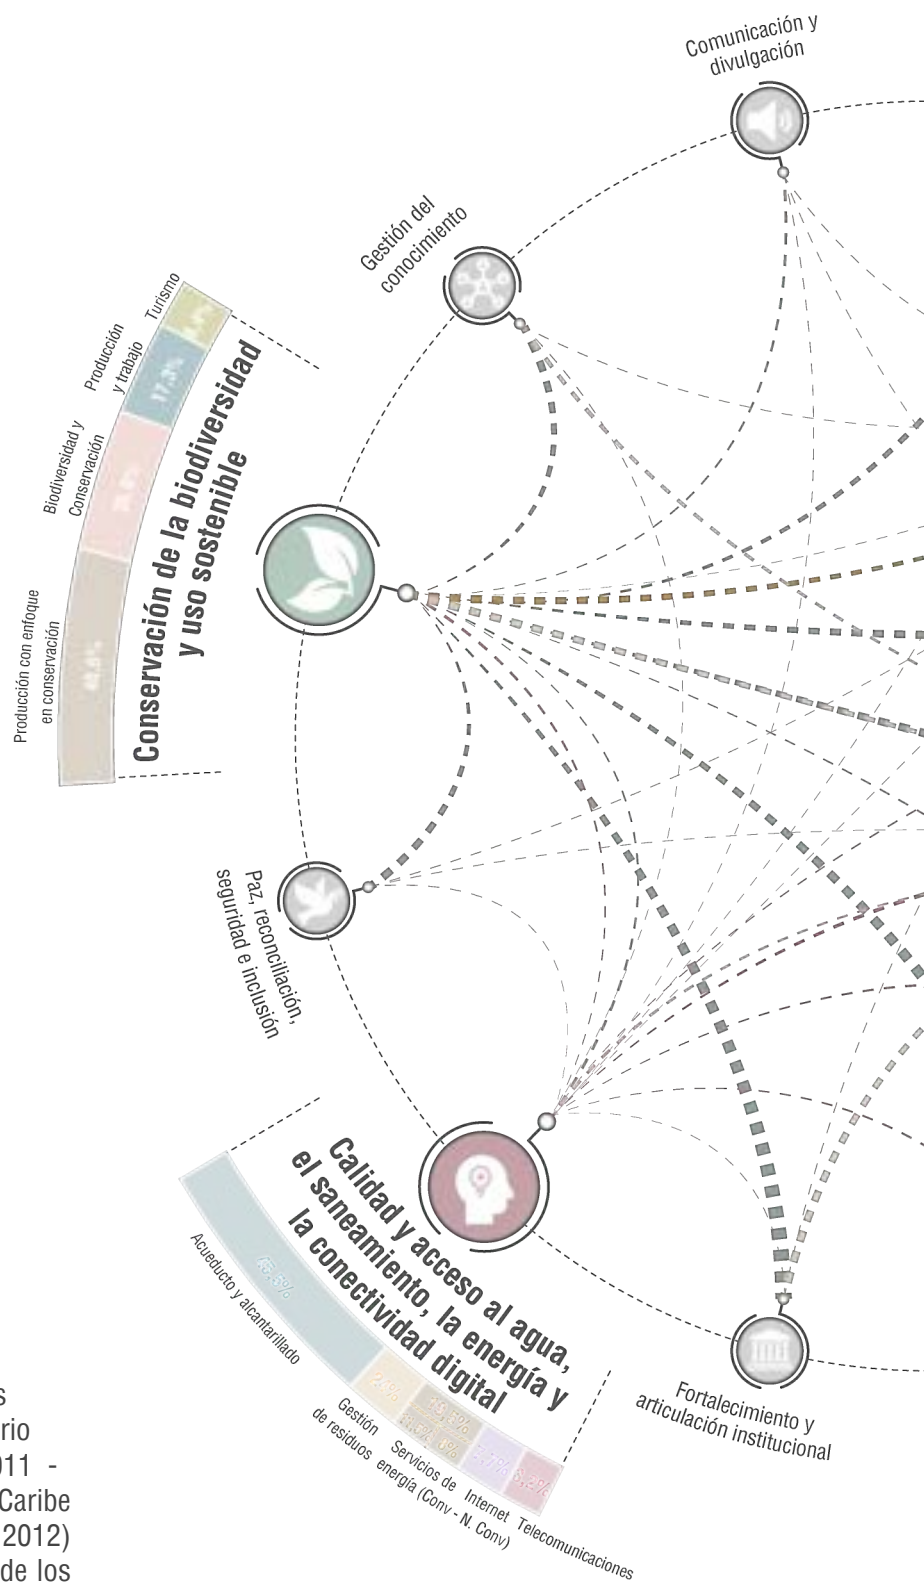 Comunicación y
divulgación
Gestión del
conocimiento
Turismo
Producción
y trabajo
17,3%
Biodiversidad y
Conservación
Producción con enfoque
en conservación
Conservación de la biodiversidad
y uso sostenible
Paz, reconciliación,
seguridad e inclusión
Calidad y acceso al agua,
el saneamiento, la energía y
la conectividad digital
Acueducto y alcantarillado
Gestión
de residuos
Servicios de
energía (Conv - N. Conv)
Internet
Telecomunicaciones
Fortalecimiento y
articulación institucional
Caribe
2012)
de los